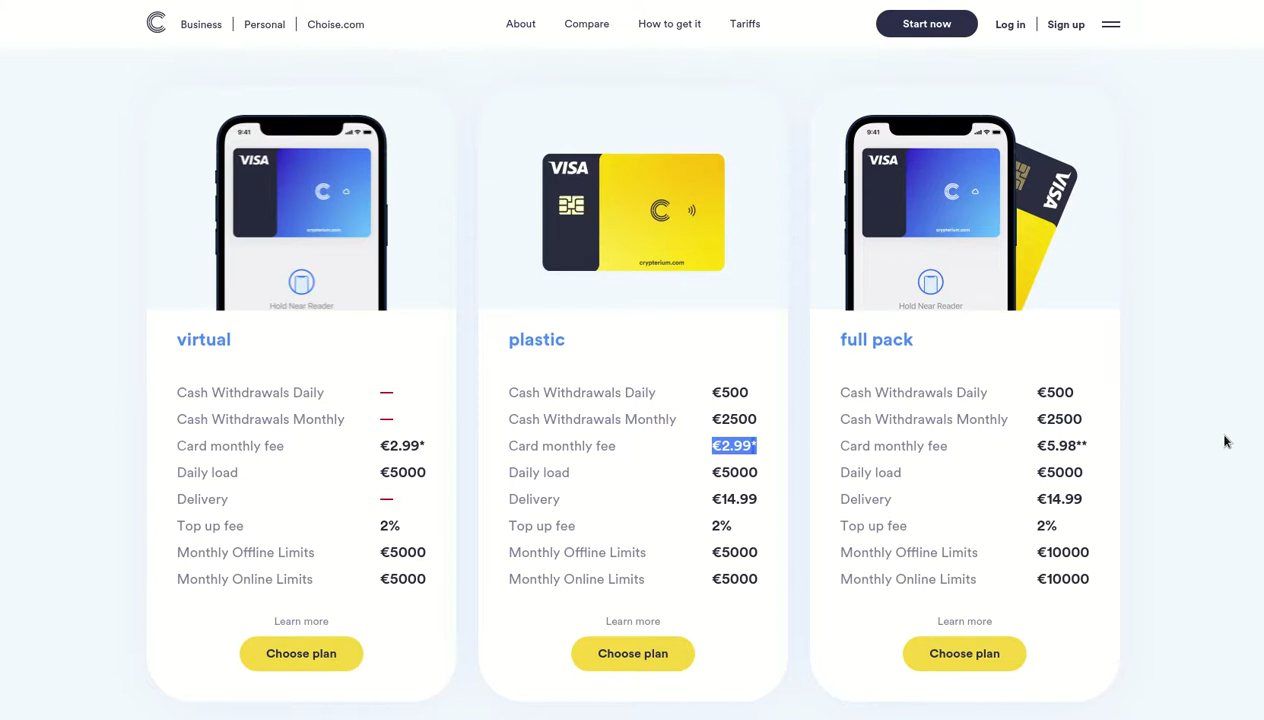 Business Personal Choise.com About Compare How to get it Tariffs Start now Log in Sign up
9:41
VISA
crypterium.com
Hold Near Reader
VISA
crypterium.com
9:41
VISA
crypterium.com
Hold Near Reader
VISA
virtual
Cash Withdrawals Daily —
Cash Withdrawals Monthly —
Card monthly fee €2.99*
Daily load €5000
Delivery —
Top up fee 2%
Monthly Offline Limits €5000
Monthly Online Limits €5000
Learn more
Choose plan
plastic
Cash Withdrawals Daily €500
Cash Withdrawals Monthly €2500
Card monthly fee €2.99*
Daily load €5000
Delivery €14.99
Top up fee 2%
Monthly Offline Limits €5000
Monthly Online Limits €5000
Learn more
Choose plan
full pack
Cash Withdrawals Daily €500
Cash Withdrawals Monthly €2500
Card monthly fee €5.98**
Daily load €5000
Delivery €14.99
Top up fee 2%
Monthly Offline Limits €10000
Monthly Online Limits €10000
Learn more
Choose plan